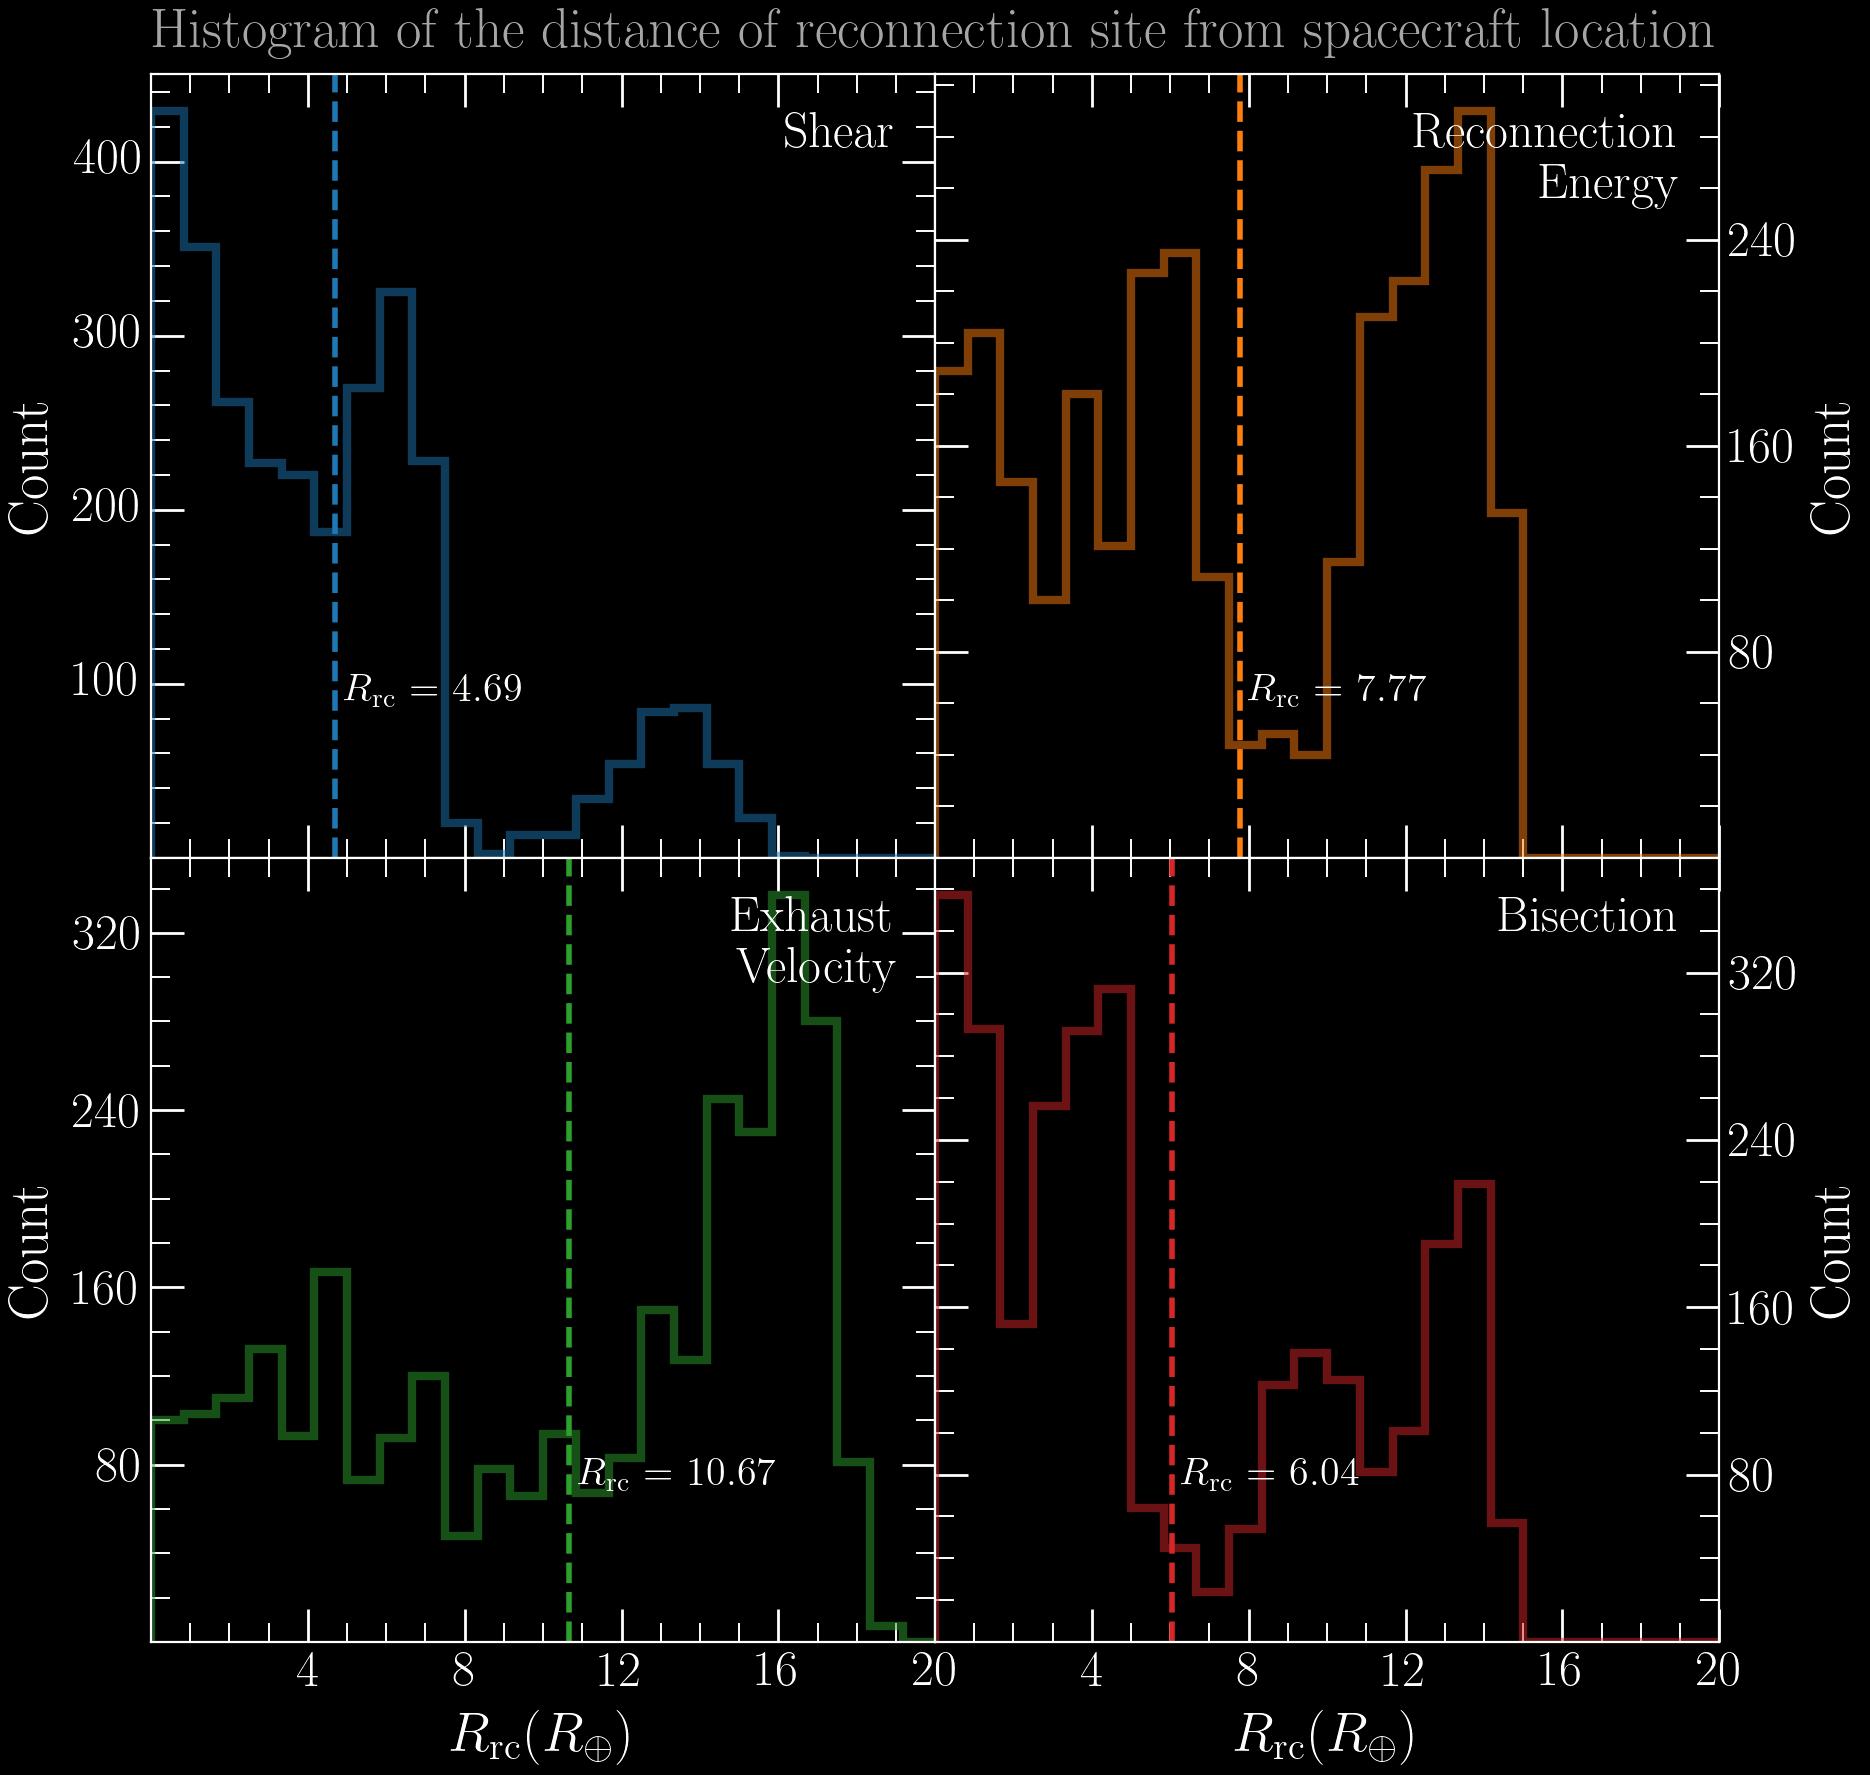 Histogram of the distance of reconnection site from spacecraft location
Shear
400
300
200
100
Count
R_rc = 4.69
Reconnection
Energy
240
160
80
Count
R_rc = 7.77
Exhaust
Velocity
320
240
160
80
Count
R_rc = 10.67
4 8 12 16 20
R_rc(R_⊕)
Bisection
320
240
160
80
Count
R_rc = 6.04
4 8 12 16 20
R_rc(R_⊕)